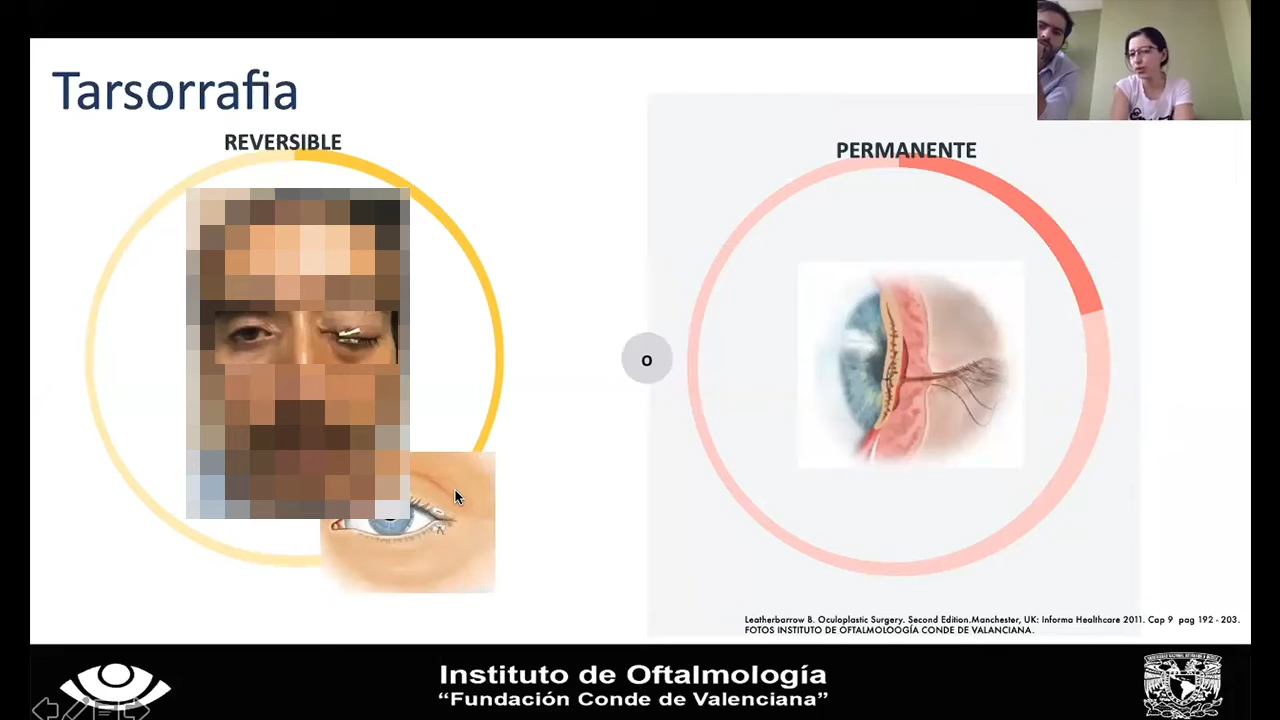 Tarsorrafia
REVERSIBLE
PERMANENTE
o
Leatherbarrow B. Oculoplastic Surgery. Second Edition.Manchester, UK: Informa Healthcare 2011. Cap 9 pag 192 - 203.
FOTOS INSTITUTO DE OFTALMOLOOGÍA CONDE DE VALANCIANA.
Instituto de Oftalmología
“Fundación Conde de Valenciana”